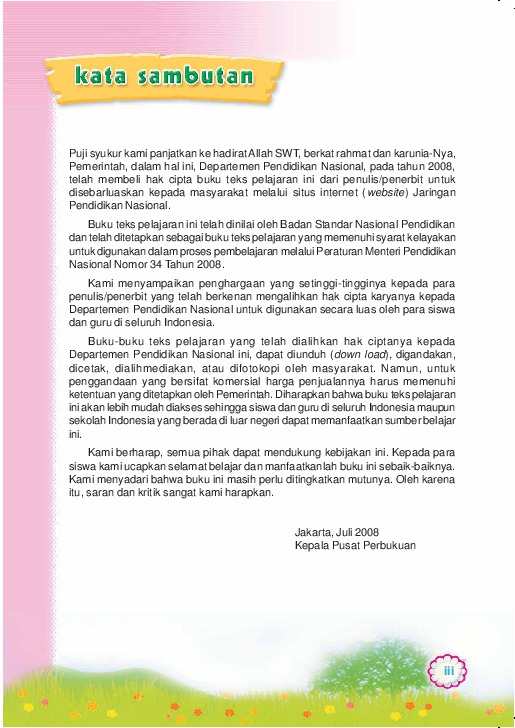 kata sambutan
Puji syukur kami panjatkan ke hadirat Allah SWT, berkat rahmat dan karunia-Nya,
Pemerintah, dalam hal ini, Departemen Pendidikan Nasional, pada tahun 2008,
telah membeli hak cipta buku teks pelajaran ini dari penulis/penerbit untuk
disebarluaskan kepada masyarakat melalui situs internet (website) Jaringan
Pendidikan Nasional.
Buku teks pelajaran ini telah dinilai oleh Badan Standar Nasional Pendidikan
dan telah ditetapkan sebagai buku teks pelajaran yang memenuhi syarat kelayakan
untuk digunakan dalam proses pembelajaran melalui Peraturan Menteri Pendidikan
Nasional Nomor 34 Tahun 2008.
Kami menyampaikan penghargaan yang setinggi-tingginya kepada para
penulis/penerbit yang telah berkenan mengalihkan hak cipta karyanya kepada
Departemen Pendidikan Nasional untuk digunakan secara luas oleh para siswa
dan guru di seluruh Indonesia.
Buku-buku teks pelajaran yang telah dialihkan hak ciptanya kepada
Departemen Pendidikan Nasional ini, dapat diunduh (down load), digandakan,
dicetak, dialihmediakan, atau difotokopi oleh masyarakat. Namun, untuk
penggandaan yang bersifat komersial harga penjualannya harus memenuhi
ketentuan yang ditetapkan oleh Pemerintah. Diharapkan bahwa buku teks pelajaran
ini akan lebih mudah diakses sehingga siswa dan guru di seluruh Indonesia maupun
sekolah Indonesia yang berada di luar negeri dapat memanfaatkan sumber belajar
ini.
Kami berharap, semua pihak dapat mendukung kebijakan ini. Kepada para
siswa kami ucapkan selamat belajar dan manfaatkanlah buku ini sebaik-baiknya.
Kami menyadari bahwa buku ini masih perlu ditingkatkan mutunya. Oleh karena
itu, saran dan kritik sangat kami harapkan.
Jakarta, Juli 2008
Kepala Pusat Perbukuan
iii